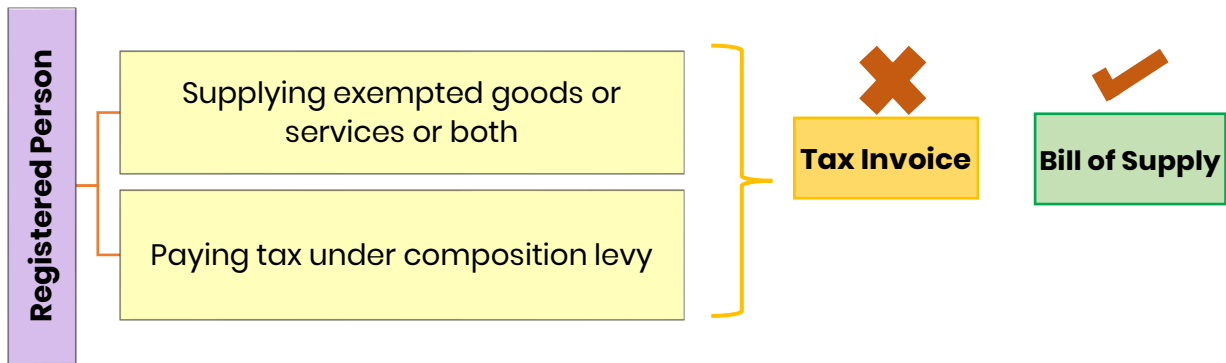 Registered Person
Supplying exempted goods or
services or both
Paying tax under composition levy
Tax Invoice
Bill of Supply